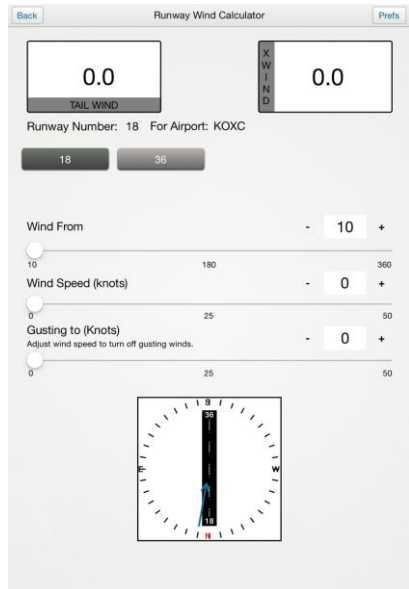 Back Runway Wind Calculator Prefs
0.0
TAIL WIND
XWIND
0.0
Runway Number: 18 For Airport: KOXC
18 36
Wind From - 10 +
10 180 360
Wind Speed (knots) - 0 +
0 25 50
Gusting to (Knots) - 0 +
Adjust wind speed to turn off gusting winds.
0 25 50
S
36
E W
18
N